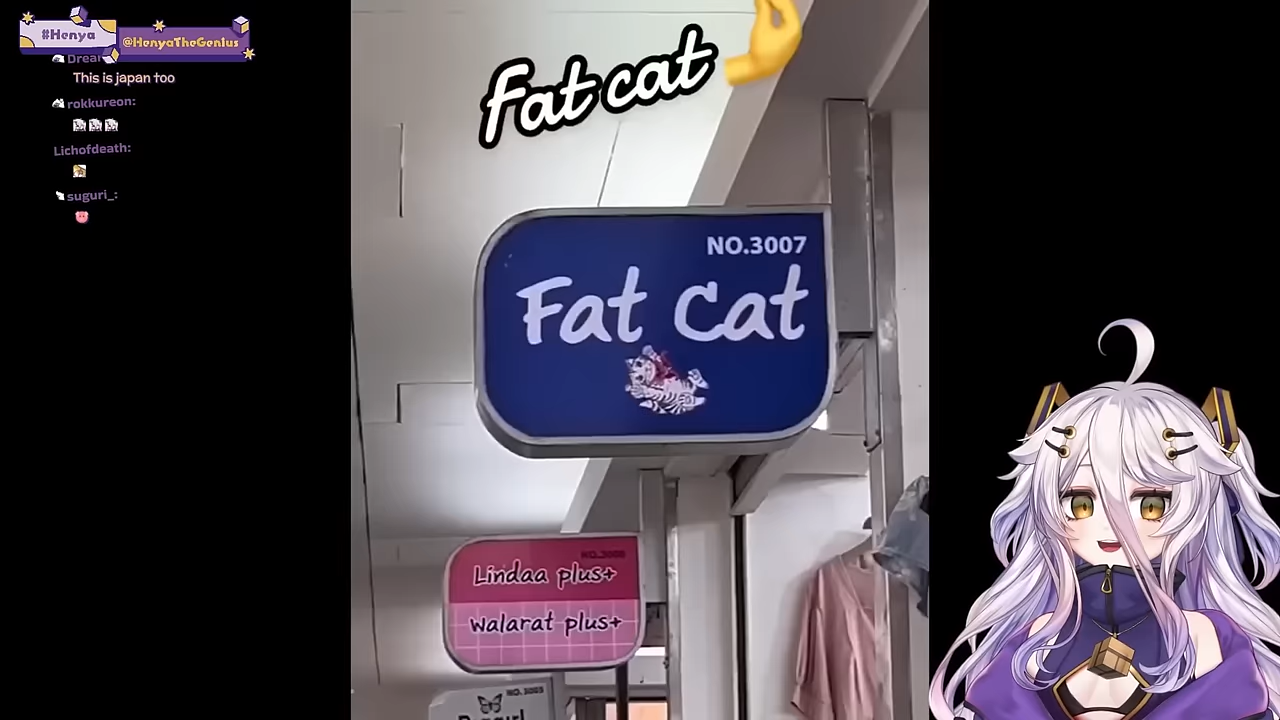 #Henya
@HenyaTheGenius
This is japan too
rokkureon:
Lichofdeath:
suguri_:
Fat cat
NO.3007
Fat Cat
Lindaa plus+
Walarat plus+